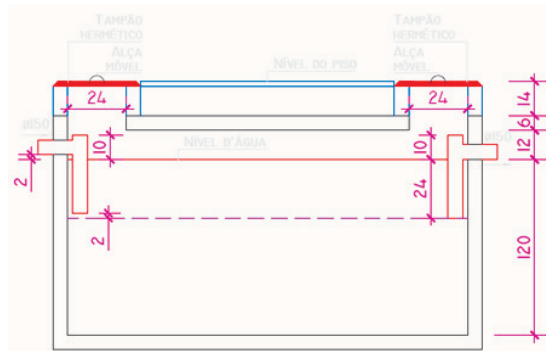 TAMPÃO
HERMÉTICO
ALÇA
MÓVEL
TAMPÃO
HERMÉTICO
ALÇA
MÓVEL
NÍVEL DO PISO
24
24
14
6
Ø150
10
NÍVEL D'ÁGUA
10
Ø150
12
2
24
2
120